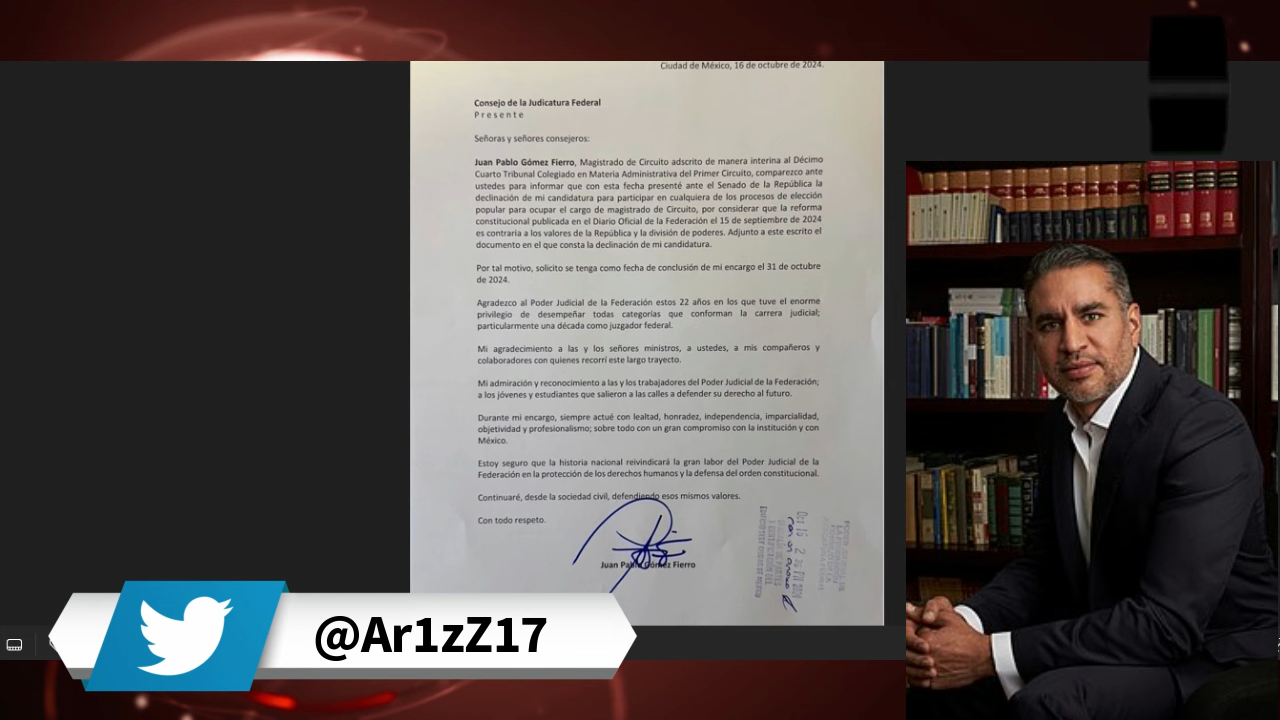 Ciudad de México, 16 de octubre de 2024.
Consejo de la Judicatura Federal
P r e s e n t e
Señoras y señores consejeros:
Juan Pablo Gómez Fierro, Magistrado de Circuito adscrito de manera interina al Décimo
Cuarto Tribunal Colegiado en Materia Administrativa del Primer Circuito, comparezco ante
ustedes para informar que con esta fecha presenté ante el Senado de la República la
declinación de mi candidatura para participar en cualquiera de los procesos de elección
popular para ocupar el cargo de magistrado de Circuito, por considerar que la reforma
constitucional publicada en el Diario Oficial de la Federación el 15 de septiembre de 2024
es contraria a los valores de la República y la división de poderes. Adjunto a este escrito el
documento en el que consta la declinación de mi candidatura.
Por tal motivo, solicito se tenga como fecha de conclusión de mi encargo el 31 de octubre
de 2024.
Agradezco al Poder Judicial de la Federación estos 22 años en los que tuve el enorme
privilegio de desempeñar todas categorías que conforman la carrera judicial;
particularmente una década como juzgador federal.
Mi agradecimiento a las y los señores ministros, a ustedes, a mis compañeros y
colaboradores con quienes recorrí este largo trayecto.
Mi admiración y reconocimiento a las y los trabajadores del Poder Judicial de la Federación;
a los jóvenes y estudiantes que salieron a las calles a defender su derecho al futuro.
Durante mi encargo, siempre actué con lealtad, honradez, independencia, imparcialidad,
objetividad y profesionalismo; sobre todo con un gran compromiso con la institución y con
México.
Estoy seguro que la historia nacional reivindicará la gran labor del Poder Judicial de la
Federación en la protección de los derechos humanos y la defensa del orden constitucional.
Continuaré, desde la sociedad civil, defendiendo esos mismos valores.
Con todo respeto.
Juan Pablo Gómez Fierro
@Ar1zZ17